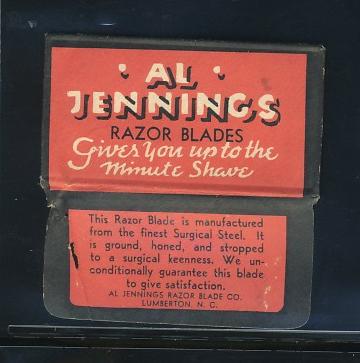 AL
JENNINGS
RAZOR BLADES
Gives You up to the
minute Shave
This Razor Blade is manufactured
from the finest Surgical Steel. It
is ground, honed, and stropped
to a surgical keenness. We un-
conditionally guarantee this blade
to give satisfaction.
AL JENNINGS RAZOR BLADE CO.
LUMBERTON, N. C.